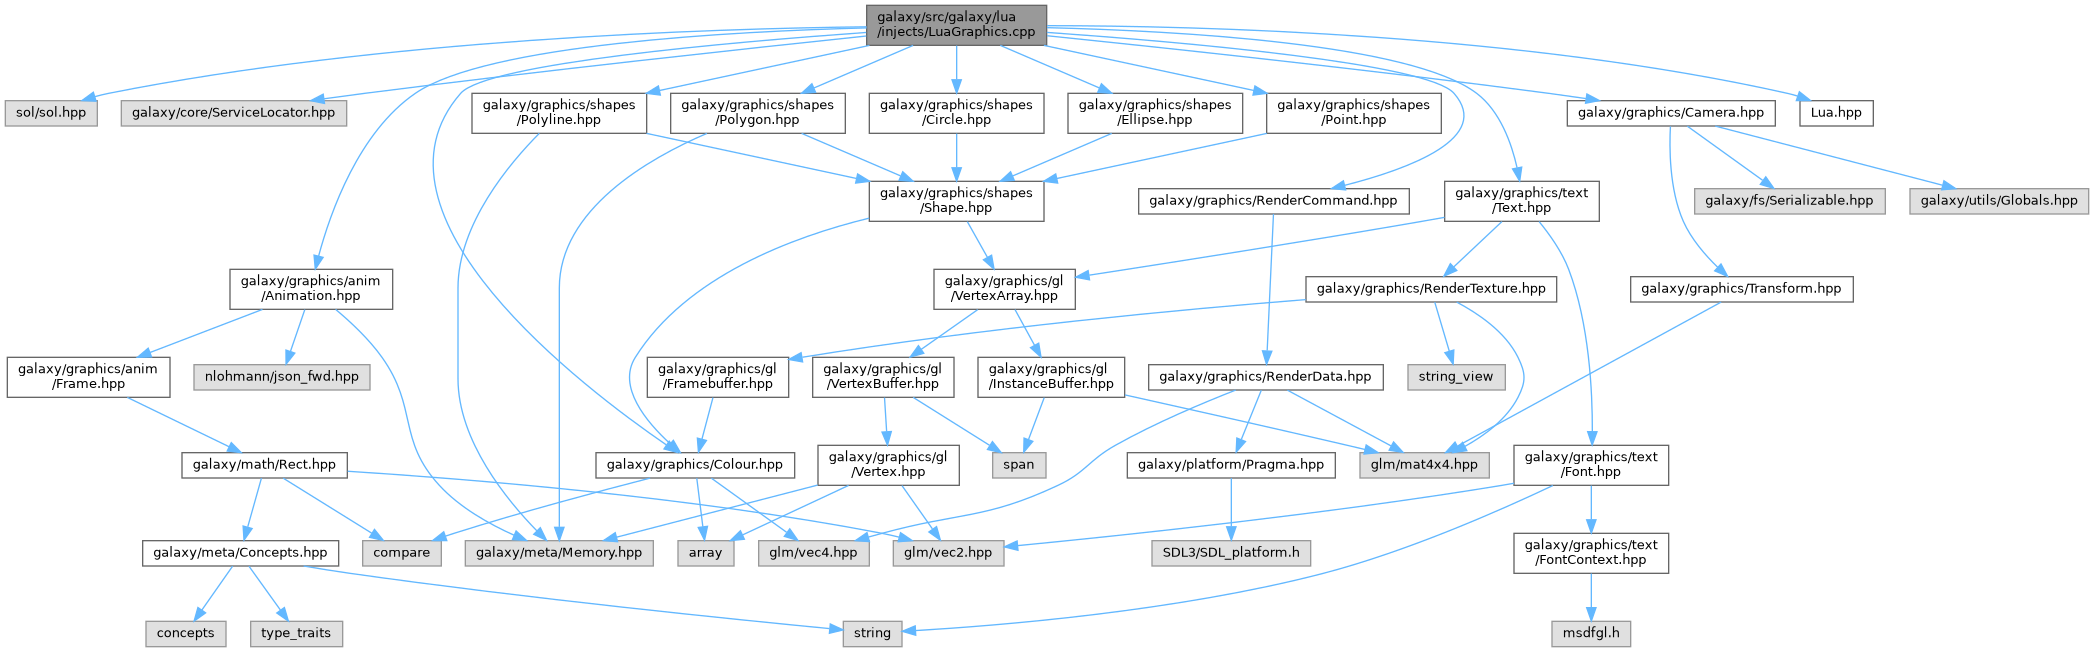 galaxy/src/galaxy/lua
/injects/LuaGraphics.cpp
sol/sol.hpp
galaxy/core/ServiceLocator.hpp
galaxy/graphics/shapes
/Polyline.hpp
galaxy/graphics/shapes
/Polygon.hpp
galaxy/graphics/shapes
/Circle.hpp
galaxy/graphics/shapes
/Ellipse.hpp
galaxy/graphics/shapes
/Point.hpp
galaxy/graphics/Camera.hpp
Lua.hpp
galaxy/graphics/shapes
/Shape.hpp
galaxy/graphics/RenderCommand.hpp
galaxy/graphics/text
/Text.hpp
galaxy/fs/Serializable.hpp
galaxy/utils/Globals.hpp
galaxy/graphics/anim
/Animation.hpp
galaxy/graphics/gl
/VertexArray.hpp
galaxy/graphics/RenderTexture.hpp
galaxy/graphics/Transform.hpp
galaxy/graphics/anim
/Frame.hpp
nlohmann/json_fwd.hpp
galaxy/graphics/gl
/Framebuffer.hpp
galaxy/graphics/gl
/VertexBuffer.hpp
galaxy/graphics/gl
/InstanceBuffer.hpp
galaxy/graphics/RenderData.hpp
string_view
galaxy/math/Rect.hpp
galaxy/graphics/Colour.hpp
galaxy/graphics/gl
/Vertex.hpp
span
galaxy/platform/Pragma.hpp
glm/mat4x4.hpp
galaxy/graphics/text
/Font.hpp
galaxy/meta/Concepts.hpp
compare
galaxy/meta/Memory.hpp
array
glm/vec4.hpp
glm/vec2.hpp
SDL3/SDL_platform.h
galaxy/graphics/text
/FontContext.hpp
concepts
type_traits
string
msdfgl.h